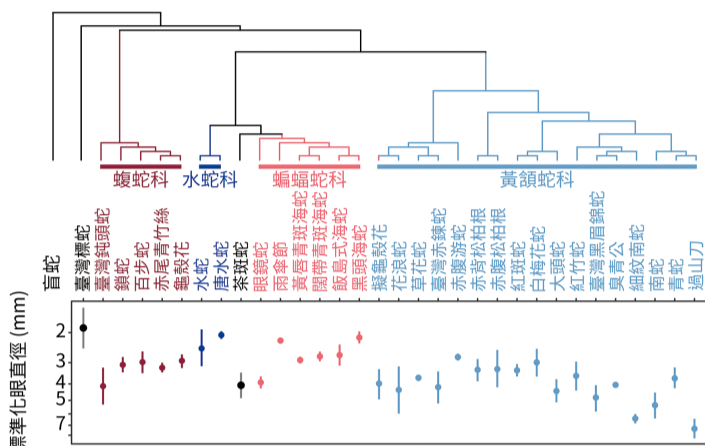 蝮蛇科
水蛇科
蝙蝠蛇科
黃頷蛇科
盲蛇
臺灣標蛇
臺灣鈍頭蛇
鎖蛇
百步蛇
赤尾青竹絲
龜殼花
水蛇
唐水蛇
茶斑蛇
眼鏡蛇
雨傘節
黃唇青斑海蛇
闊帶青斑海蛇
飯島式海蛇
黑頭海蛇
擬龜殼花
花浪蛇
草花蛇
臺灣赤鍊蛇
赤腹游蛇
赤背松柏根
赤腹松柏根
紅斑蛇
白梅花蛇
大頭蛇
紅竹蛇
臺灣黑眉錦蛇
臭青公
細紋南蛇
南蛇
青蛇
過山刀
標準化眼直徑 (mm)
2
3
4
5
7